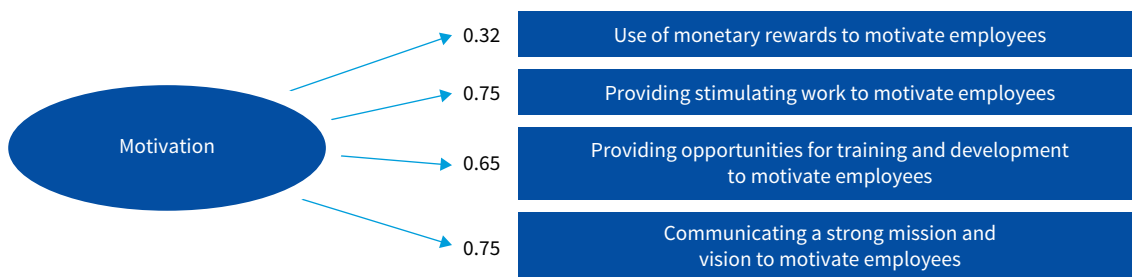 0.32
Use of monetary rewards to motivate employees
0.75
Providing stimulating work to motivate employees
Motivation
0.65
Providing opportunities for training and development
to motivate employees
0.75
Communicating a strong mission and
vision to motivate employees